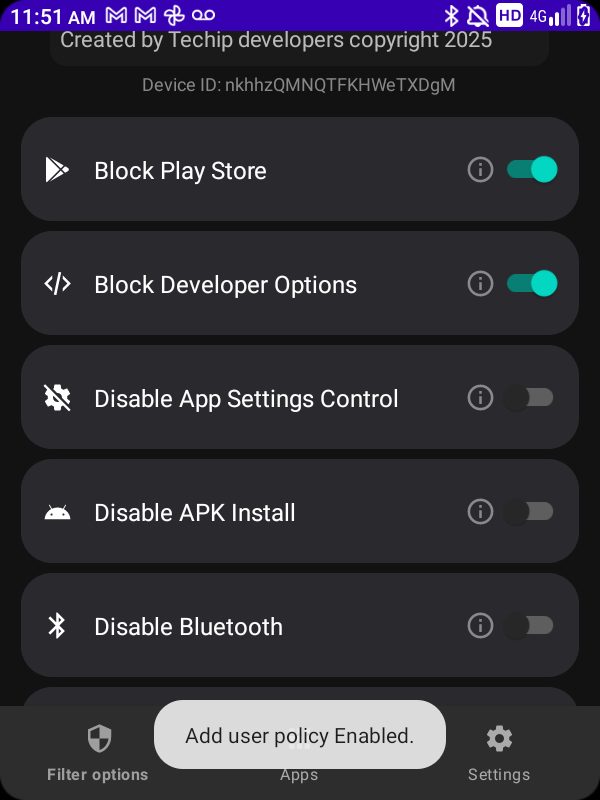 11:51 AM HD 4G
Created by Techip developers copyright 2025
Device ID: nkhhzQMNQTFKHWeTXDgM
Block Play Store
Block Developer Options
Disable App Settings Control
Disable APK Install
Disable Bluetooth
Add user policy Enabled.
Filter options Apps Settings